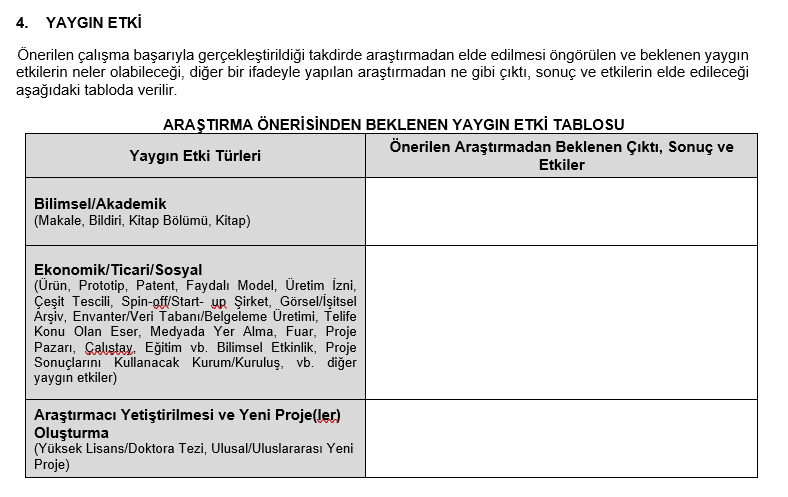 4. YAYGIN ETKİ
Önerilen çalışma başarıyla gerçekleştirildiği takdirde araştırmadan elde edilmesi öngörülen ve beklenen yaygın
etkilerin neler olabileceği, diğer bir ifadeyle yapılan araştırmadan ne gibi çıktı, sonuç ve etkilerin elde edileceği
aşağıdaki tabloda verilir.
ARAŞTIRMA ÖNERİSİNDEN BEKLENEN YAYGIN ETKİ TABLOSU
Yaygın Etki Türleri
Önerilen Araştırmadan Beklenen Çıktı, Sonuç ve
Etkiler
Bilimsel/Akademik
(Makale, Bildiri, Kitap Bölümü, Kitap)
Ekonomik/Ticari/Sosyal
(Ürün, Prototip, Patent, Faydalı Model, Üretim İzni,
Çeşit Tescili, Spin-off/Start- up Şirket, Görsel/İşitsel
Arşiv, Envanter/Veri Tabanı/Belgeleme Üretimi, Telife
Konu Olan Eser, Medyada Yer Alma, Fuar, Proje
Pazarı, Çalıştay, Eğitim vb. Bilimsel Etkinlik, Proje
Sonuçlarını Kullanacak Kurum/Kuruluş, vb. diğer
yaygın etkiler)
Araştırmacı Yetiştirilmesi ve Yeni Proje(ler)
Oluşturma
(Yüksek Lisans/Doktora Tezi, Ulusal/Uluslararası Yeni
Proje)